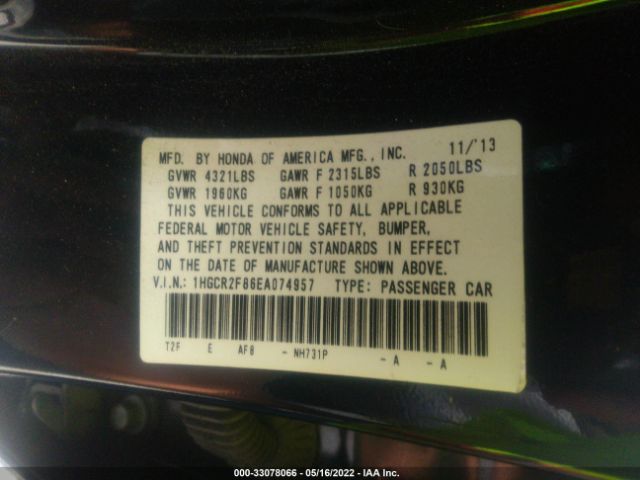 MFD. BY HONDA OF AMERICA MFG., INC. 11/'13
GVWR 4321LBS GAWR F 2315LBS R 2050LBS
GVWR 1960KG GAWR F 1050KG R 930KG
THIS VEHICLE CONFORMS TO ALL APPLICABLE
FEDERAL MOTOR VEHICLE SAFETY, BUMPER,
AND THEFT PREVENTION STANDARDS IN EFFECT
ON THE DATE OF MANUFACTURE SHOWN ABOVE.
V.I.N.: 1HGCR2F86EA074957 TYPE: PASSENGER CAR
T2F E AF8 - NH731P - A - A
000-33078066 - 05/16/2022 - IAA Inc.